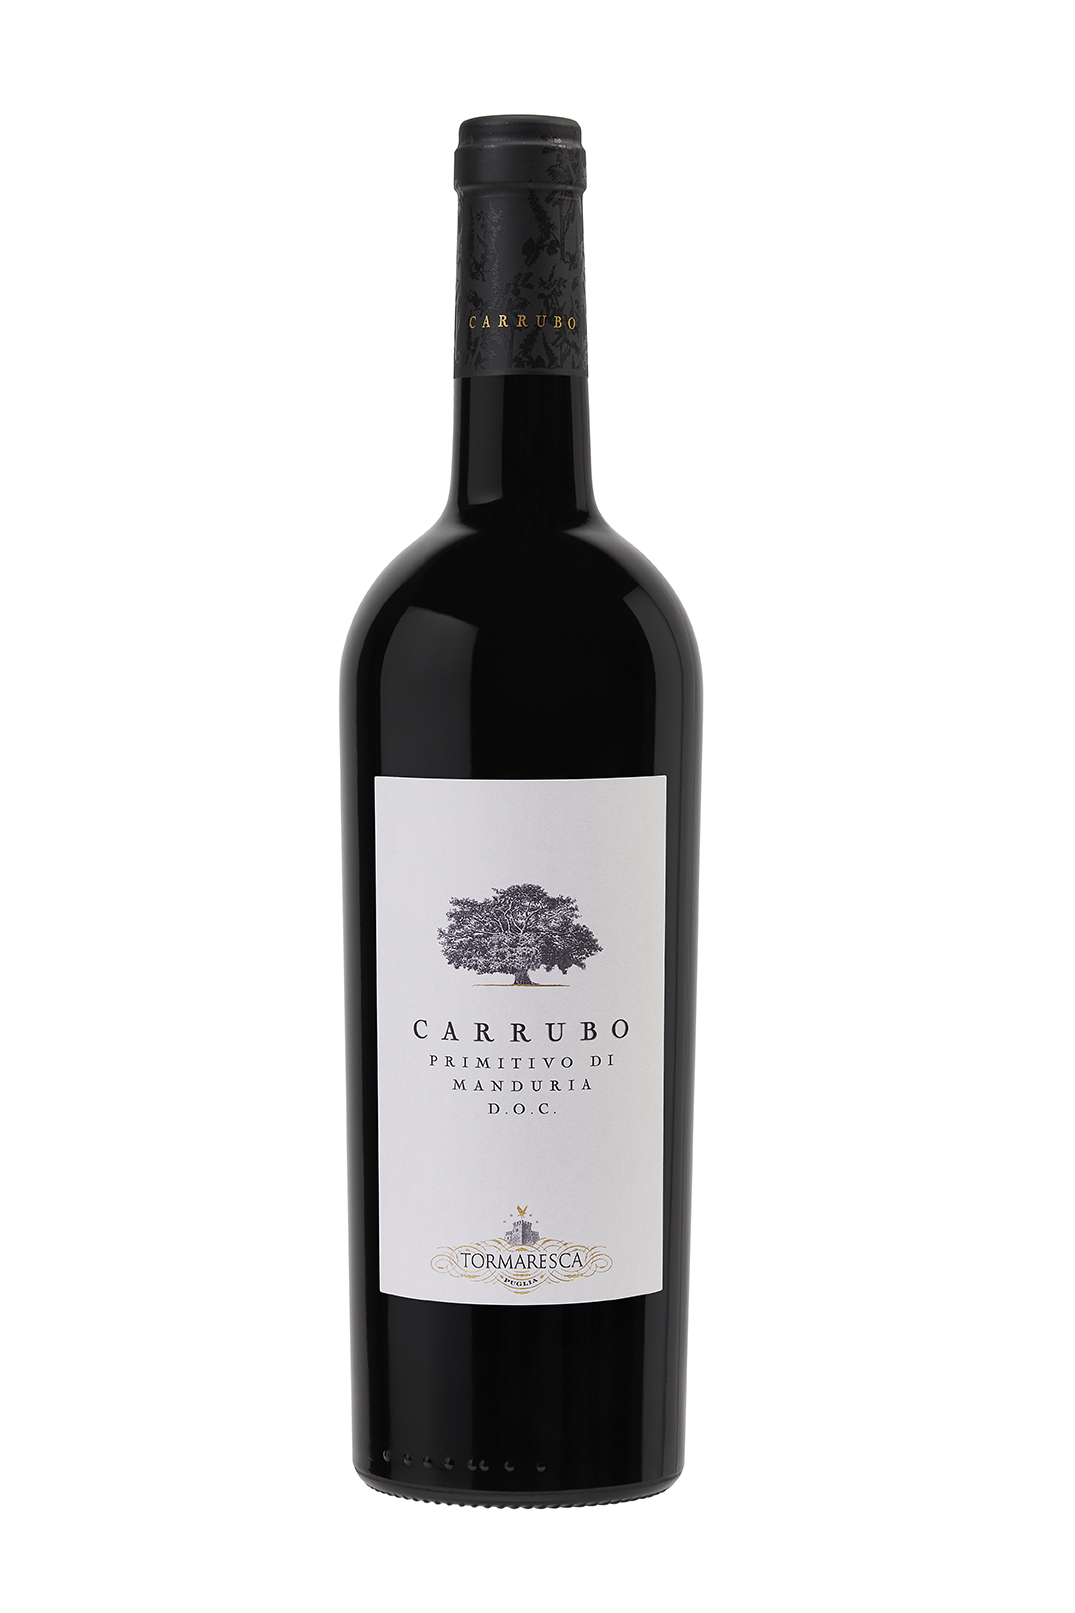 CARRUBO
CARRUBO
PRIMITIVO DI
MANDURIA
D.O.C.
TORMARESCA
PUGLIA